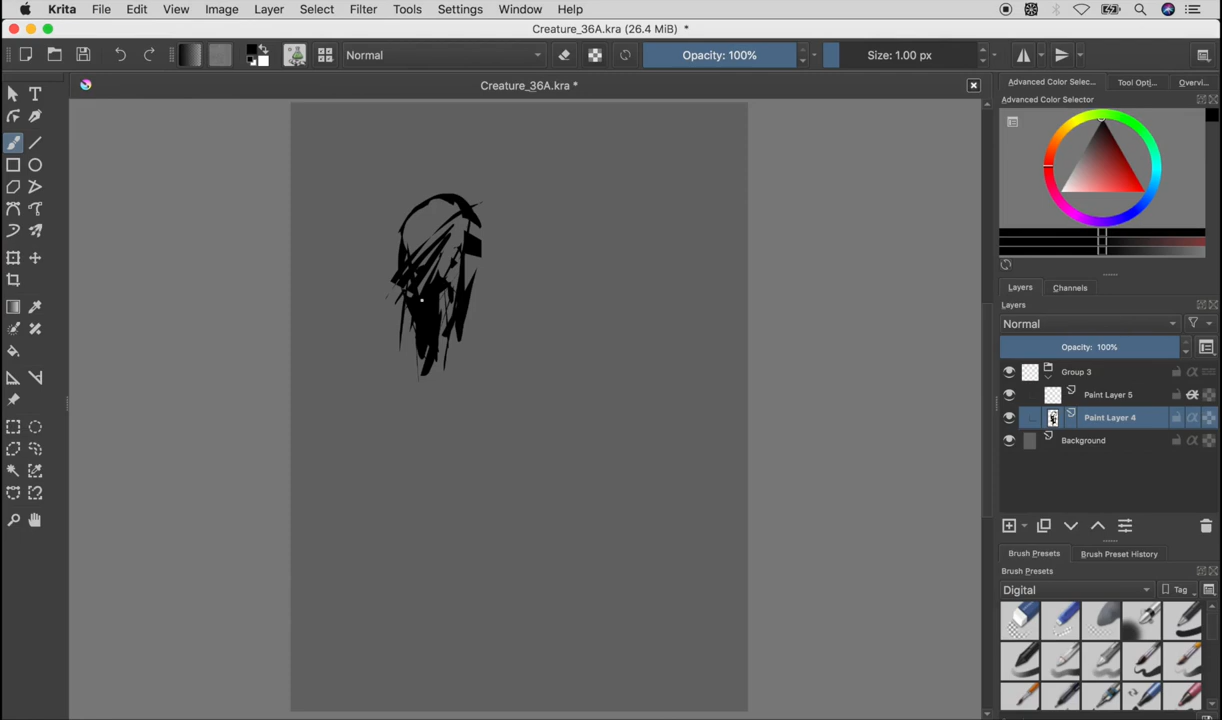 Krita File Edit View Image Layer Select Filter Tools Settings Window Help
Creature_36A.kra (26.4 MiB) *
Normal Opacity: 100% Size: 1.00 px
Creature_36A.kra *
Advanced Color Selec... Tool Opti... Overvi...
Advanced Color Selector
Layers Channels
Layers
Normal
Opacity: 100%
Group 3
Paint Layer 5
Paint Layer 4
Background
Brush Presets Brush Preset History
Brush Presets
Digital Tag